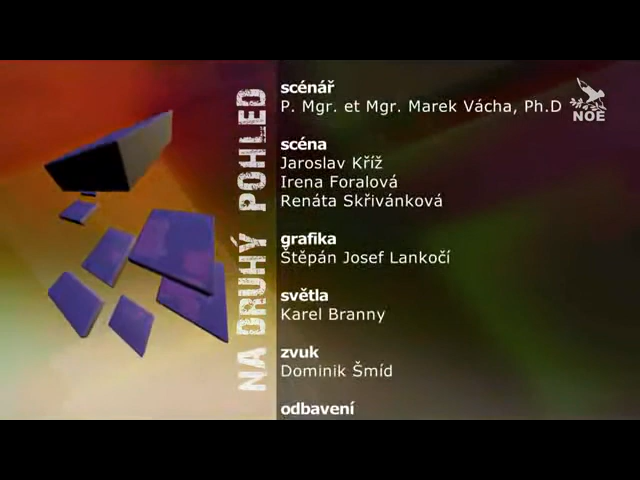 NA DRUHÝ POHLED
scénář
P. Mgr. et Mgr. Marek Vácha, Ph.D
NOE
scéna
Jaroslav Kříž
Irena Foralová
Renáta Skřivánková
grafika
Štěpán Josef Lankočí
světla
Karel Branny
zvuk
Dominik Šmíd
odbavení